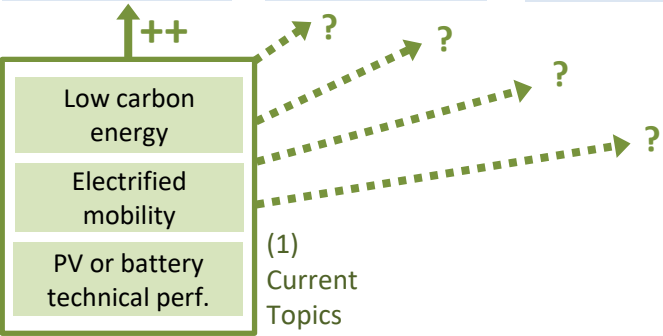 ++
?
?
?
?
Low carbon
energy
Electrified
mobility
PV or battery
technical perf.
(1)
Current
Topics